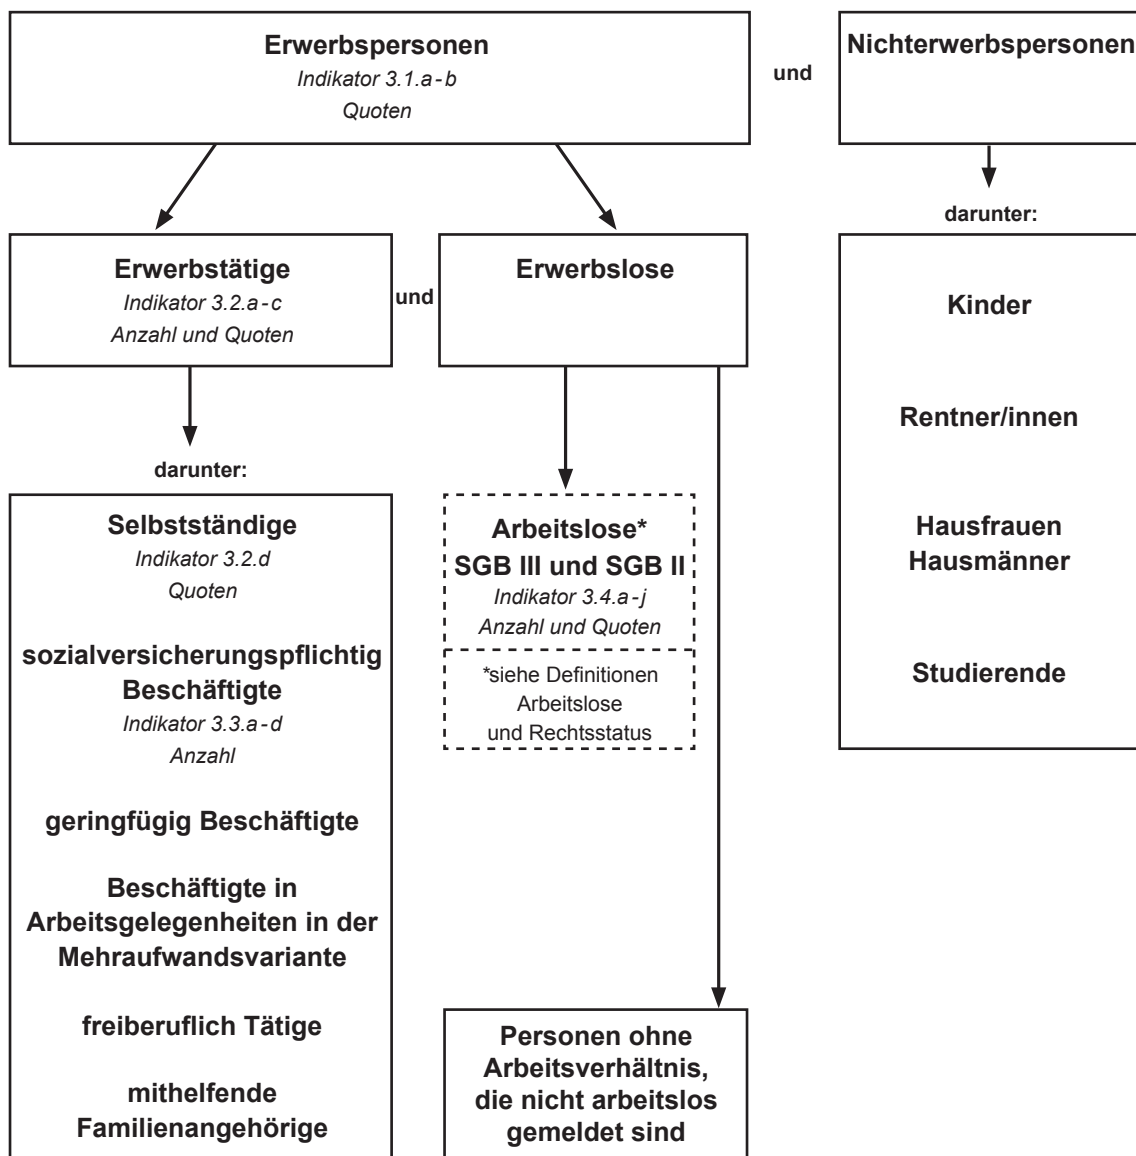 Erwerbspersonen
Indikator 3.1.a-b
Quoten
und
Nichterwerbspersonen
darunter:
Erwerbstätige
Indikator 3.2.a-c
Anzahl und Quoten
und
Erwerbslose
Kinder
Rentner/innen
Hausfrauen
Hausmänner
Studierende
darunter:
Selbstständige
Indikator 3.2.d
Quoten
sozialversicherungspflichtig
Beschäftigte
Indikator 3.3.a-d
Anzahl
geringfügig Beschäftigte
Beschäftigte in
Arbeitsgelegenheiten in der
Mehraufwandsvariante
freiberuflich Tätige
mithelfende
Familienangehörige
Arbeitslose*
SGB III und SGB II
Indikator 3.4.a-j
Anzahl und Quoten
*siehe Definitionen
Arbeitslose
und Rechtsstatus
Personen ohne
Arbeitsverhältnis,
die nicht arbeitslos
gemeldet sind